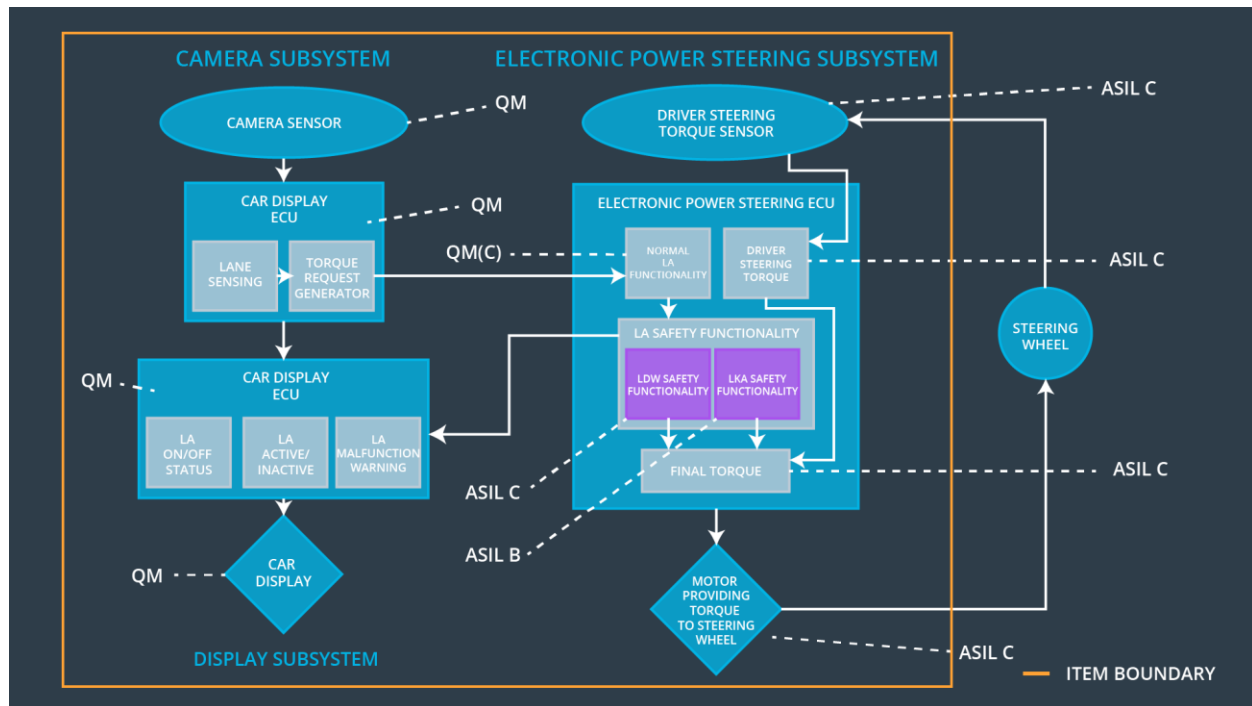 CAMERA SUBSYSTEM
ELECTRONIC POWER STEERING SUBSYSTEM
CAMERA SENSOR
QM
DRIVER STEERING
TORQUE SENSOR
ASIL C
CAR DISPLAY
ECU
QM
LANE
SENSING
TORQUE
REQUEST
GENERATOR
ELECTRONIC POWER STEERING ECU
QM(C)
NORMAL
LA
FUNCTIONALITY
DRIVER
STEERING
TORQUE
ASIL C
LA SAFETY FUNCTIONALITY
LDW SAFETY
FUNCTIONALITY
LKA SAFETY
FUNCTIONALITY
STEERING
WHEEL
QM
CAR DISPLAY
ECU
LA
ON/OFF
STATUS
LA
ACTIVE/
INACTIVE
LA
MALFUNCTION
WARNING
FINAL TORQUE
ASIL C
ASIL C
ASIL B
QM
CAR
DISPLAY
MOTOR
PROVIDING
TORQUE
TO STEERING
WHEEL
ASIL C
DISPLAY SUBSYSTEM
ITEM BOUNDARY